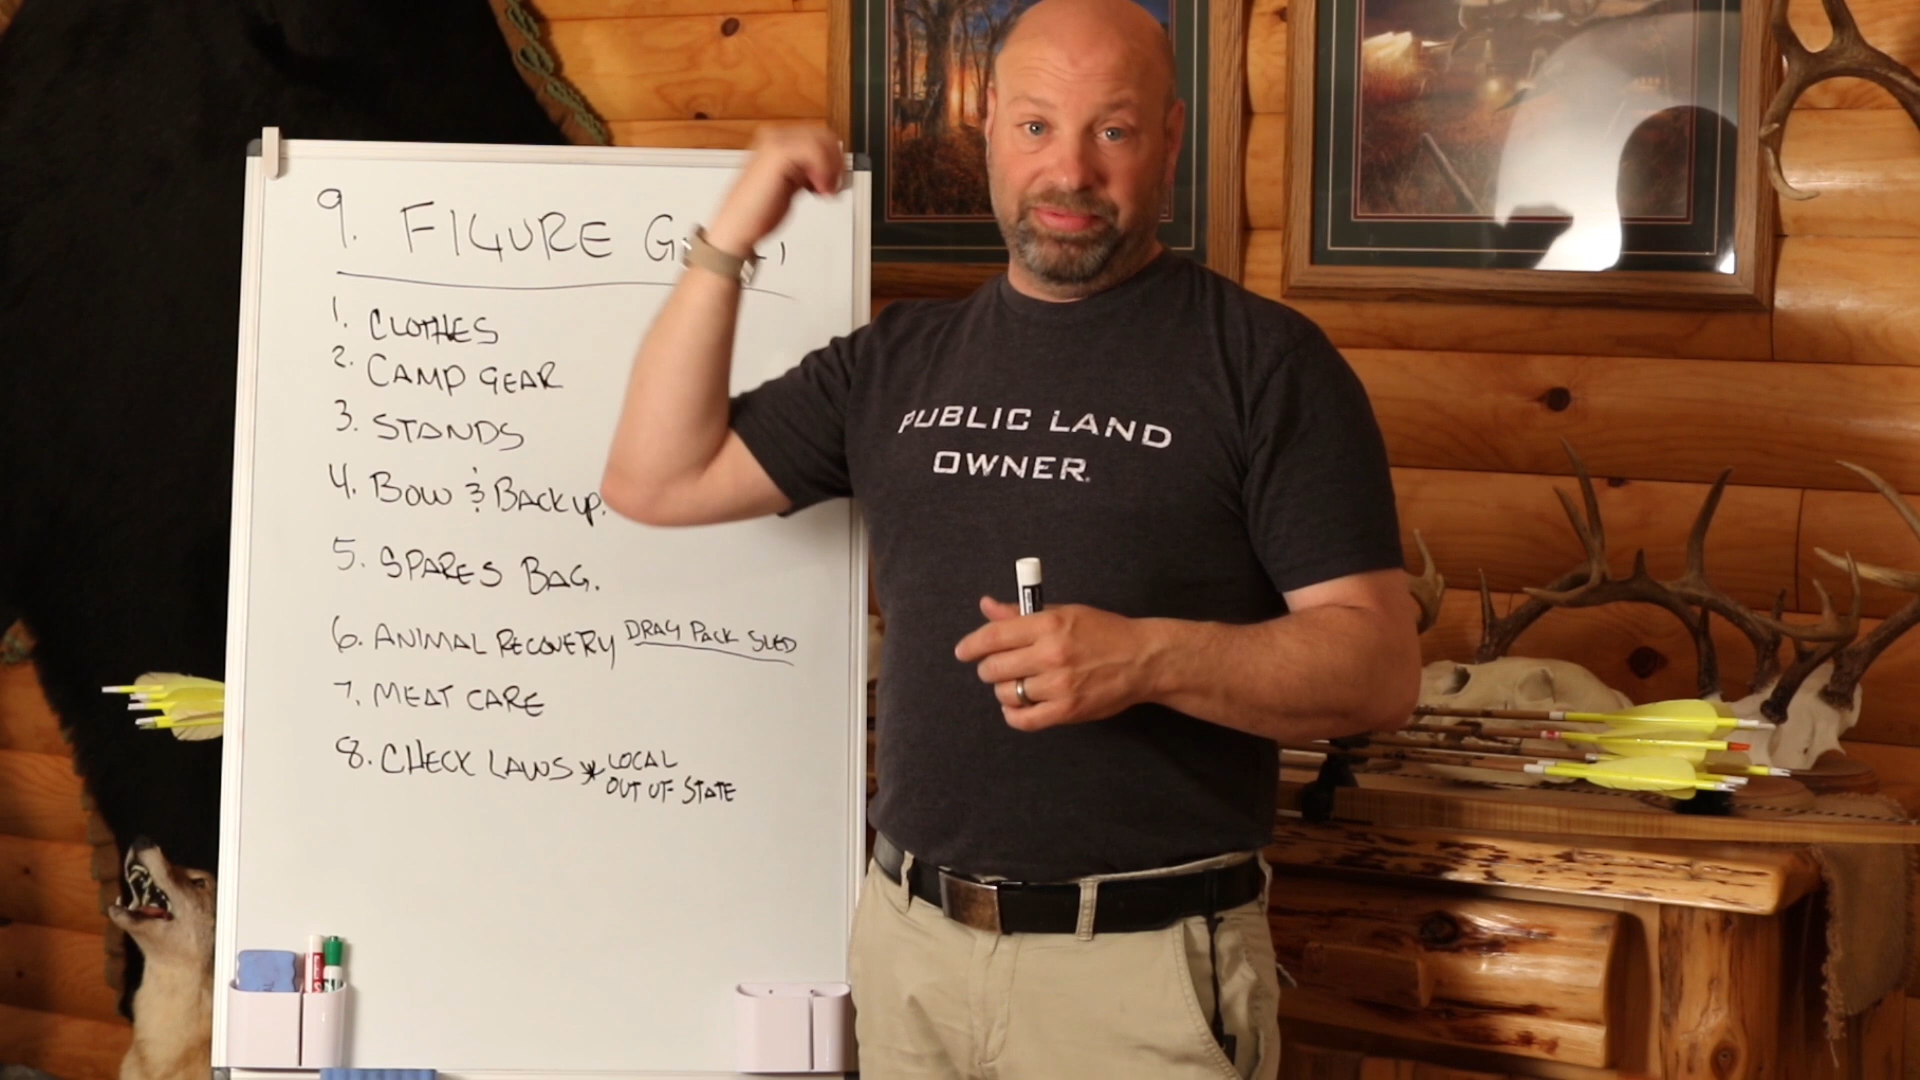 9. FIGURE
1. CLOTHES
2. CAMP GEAR
3. STANDS
4. BOW & BACKUP.
5. SPARES BAG.
6. ANIMAL RECOVERY DRAG PACK SLED
7. MEAT CARE
8. CHECK LAWS * LOCAL
OUT OF STATE
PUBLIC LAND
OWNER.